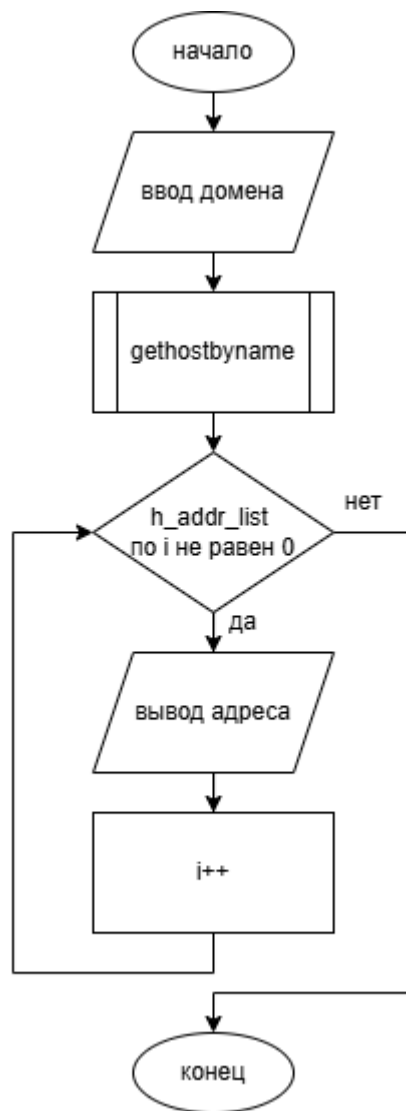 начало
ввод домена
gethostbyname
h_addr_list
по i не равен 0
нет
да
вывод адреса
i++
конец